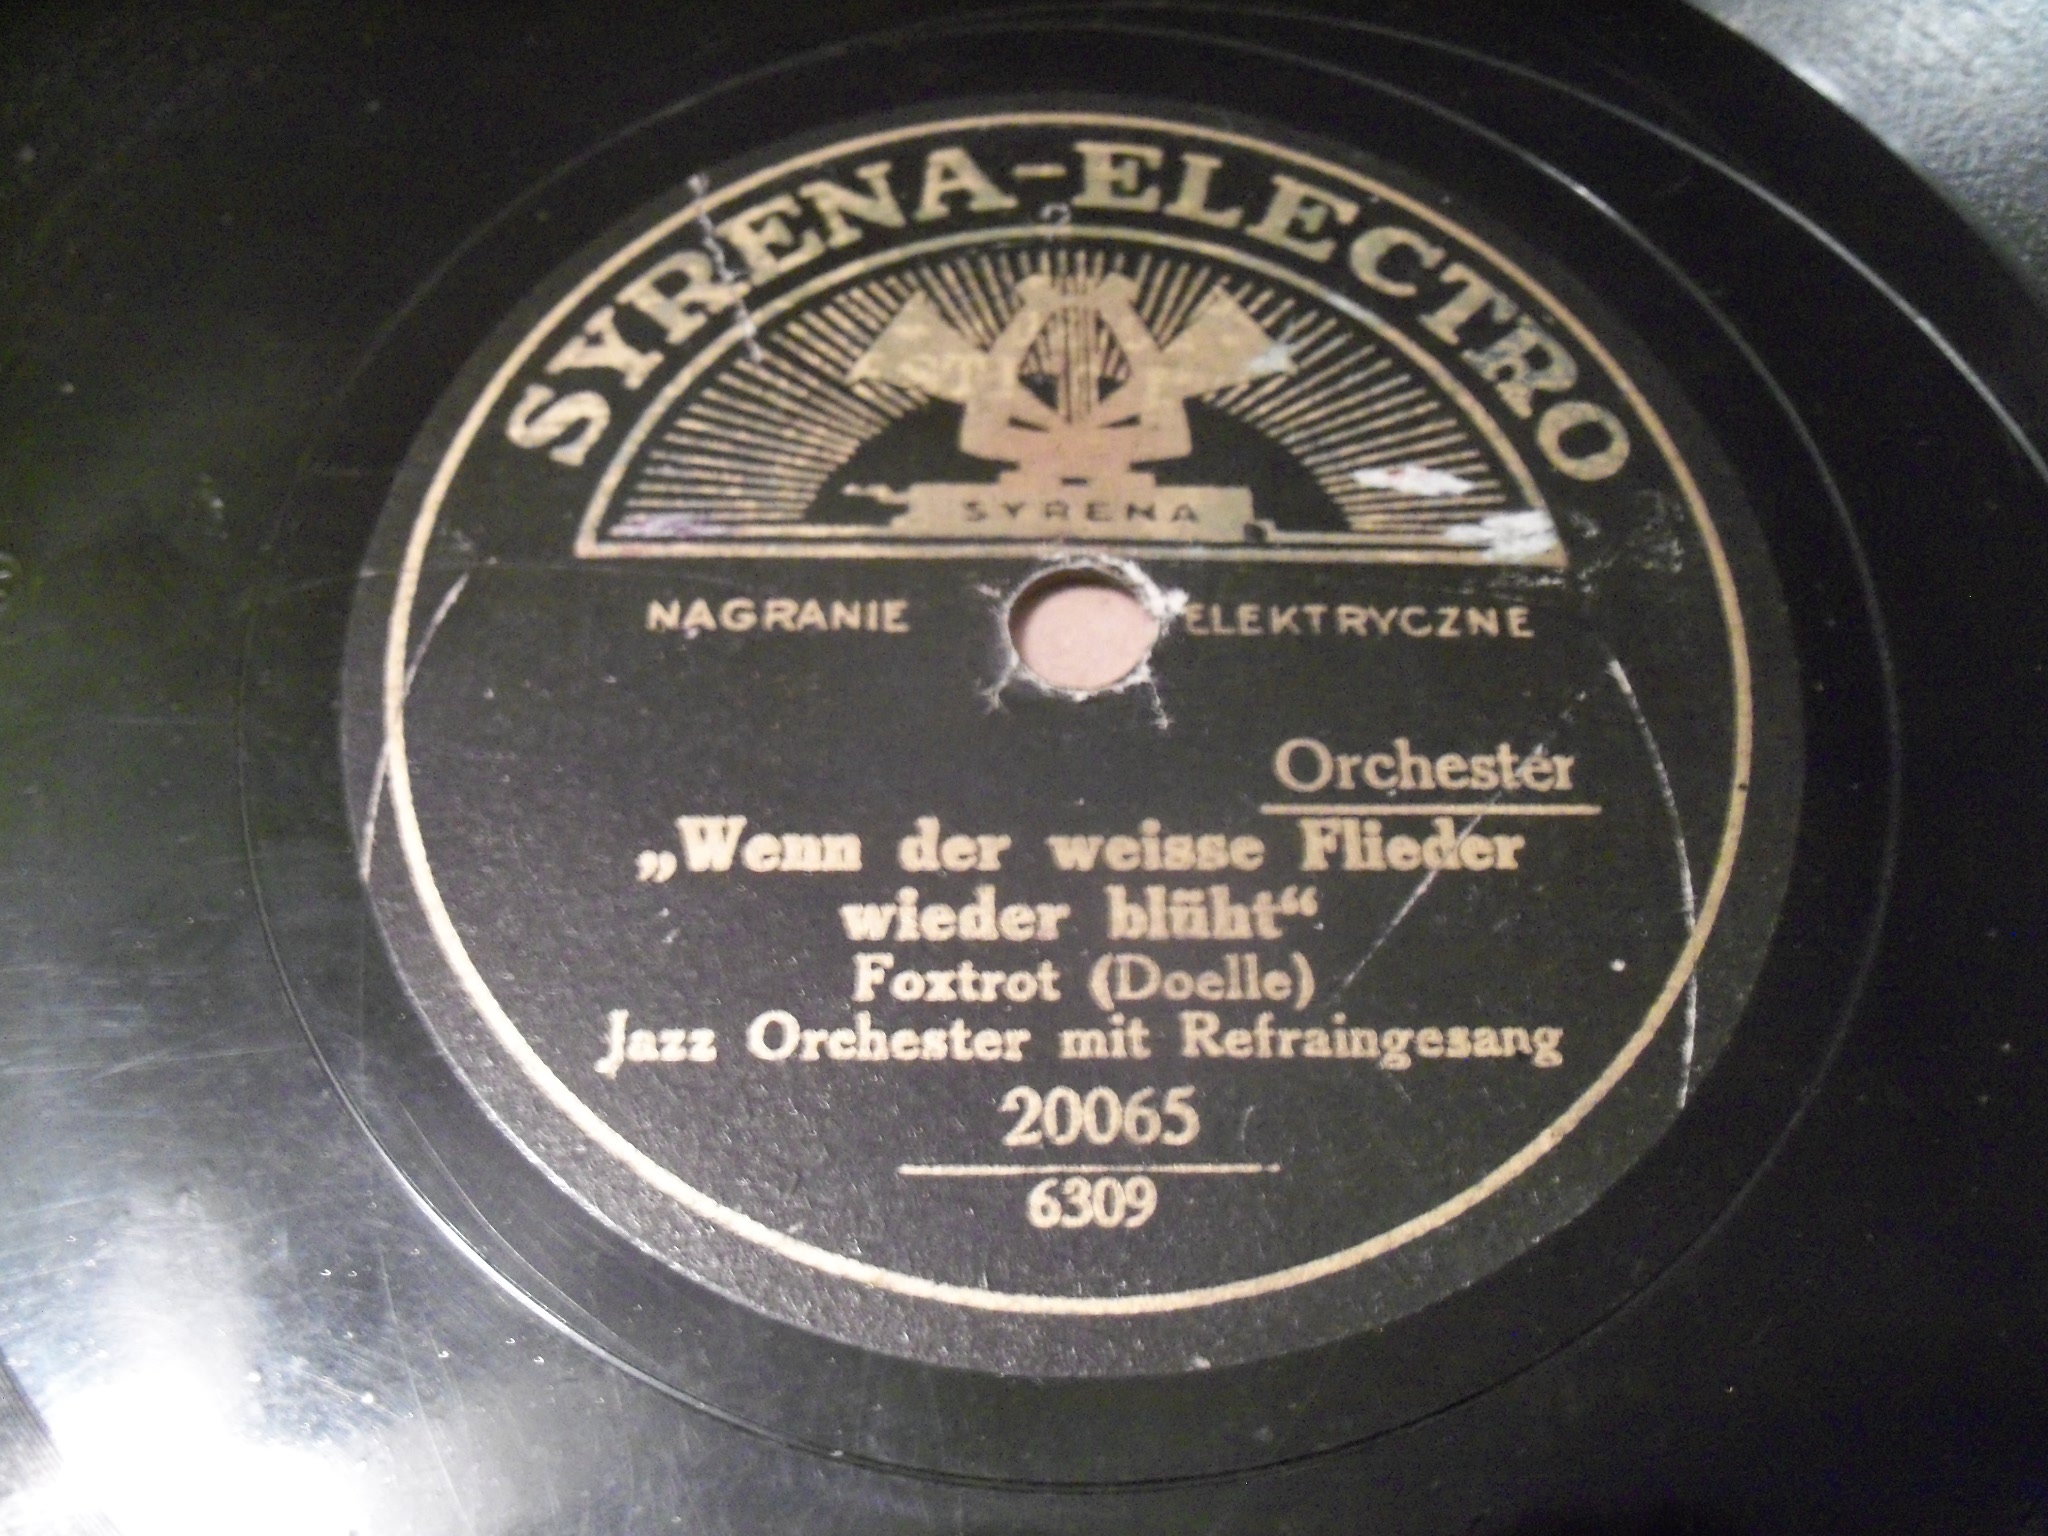 SYRENA-ELECTRO
SYRENA
NAGRANIE ELEKTRYCZNE
Orchester
„Wenn der weisse Flieder
wieder blüht“
Foxtrot (Doelle)
Jazz Orchester mit Refraingesang
20065
6309